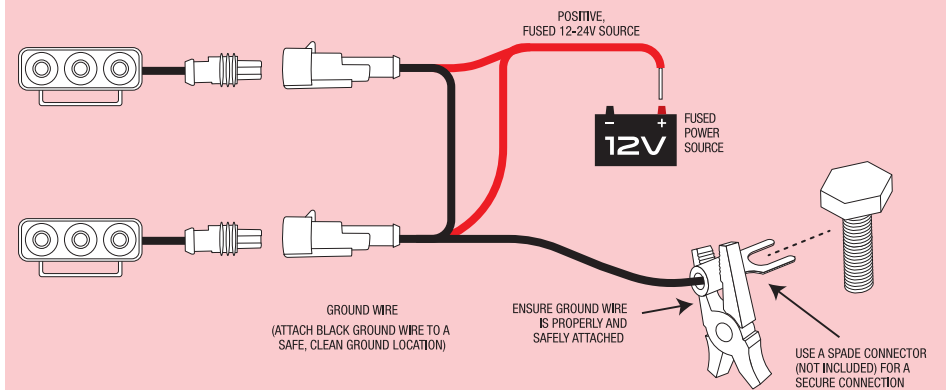 POSITIVE,
FUSED 12-24V SOURCE
– +
12V
FUSED
POWER
SOURCE
GROUND WIRE
(ATTACH BLACK GROUND WIRE TO A
SAFE, CLEAN GROUND LOCATION)
ENSURE GROUND WIRE
IS PROPERLY AND
SAFELY ATTACHED
USE A SPADE CONNECTOR
(NOT INCLUDED) FOR A
SECURE CONNECTION